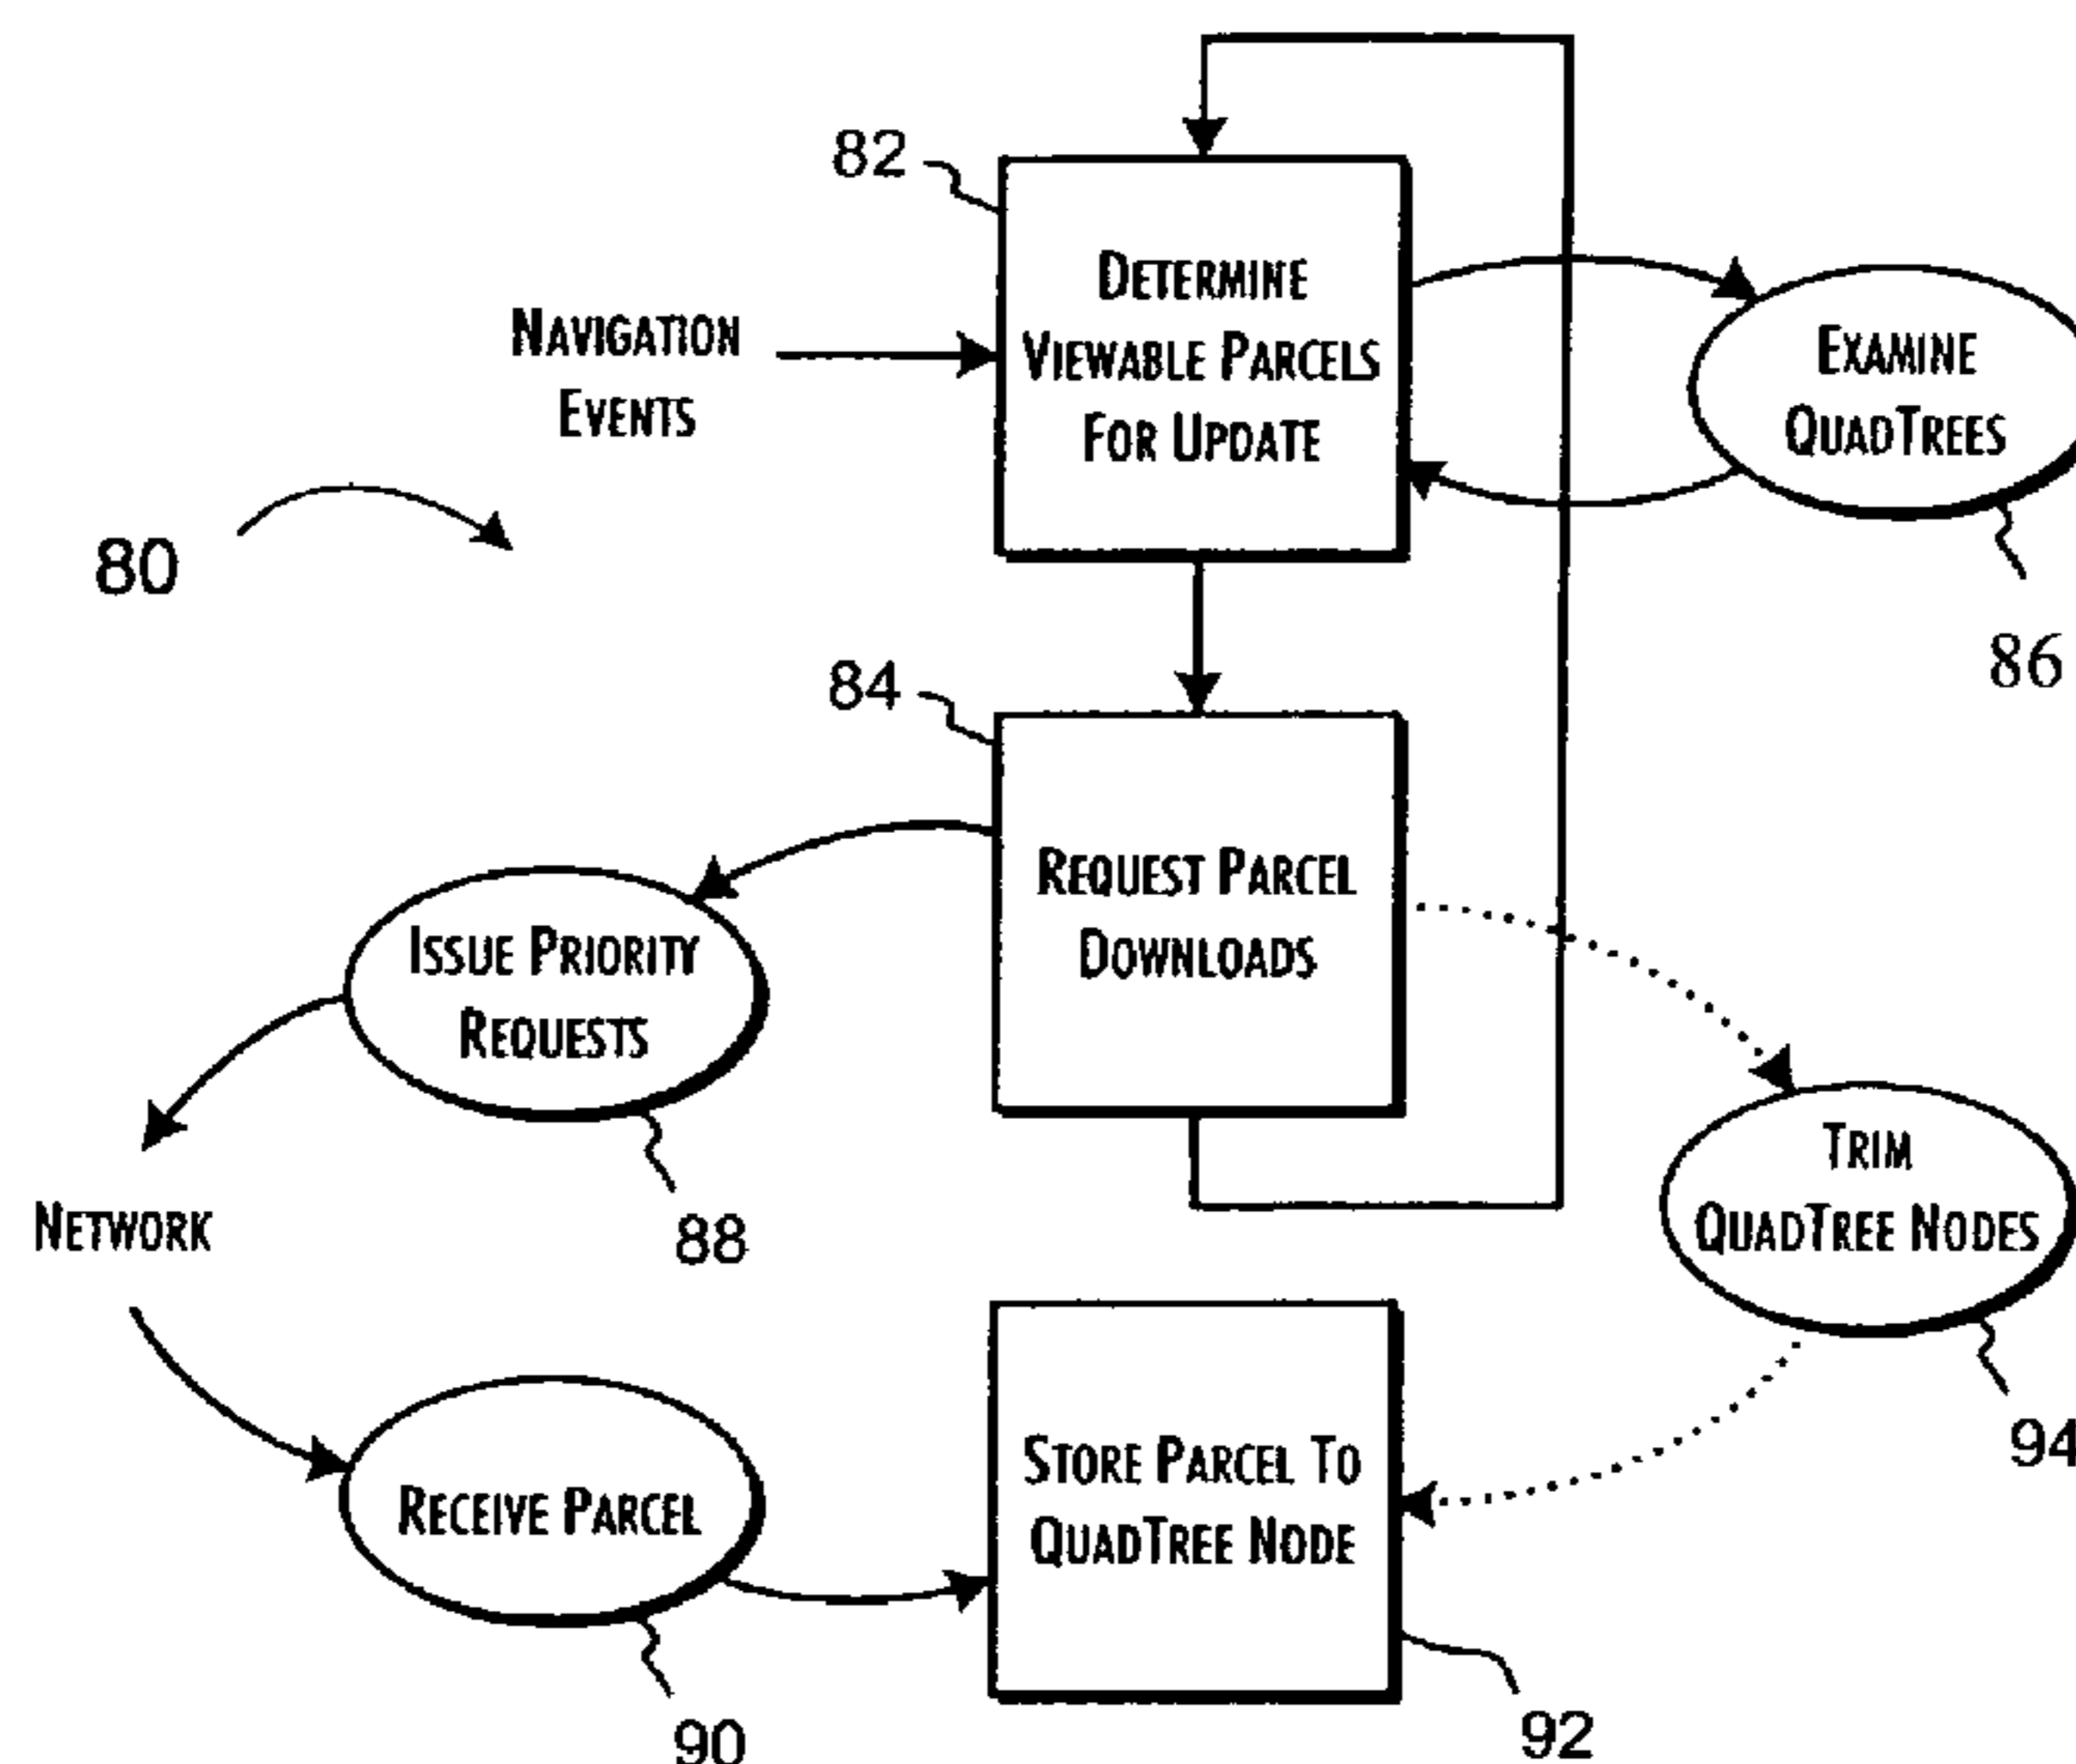 82
DETERMINE
VIEWABLE PARCELS
FOR UPDATE
NAVIGATION
EVENTS
EXAMINE
QUADTREES
80
86
84
REQUEST PARCEL
DOWNLOADS
ISSUE PRIORITY
REQUESTS
88
NETWORK
TRIM
QUADTREE NODES
94
STORE PARCEL TO
QUADTREE NODE
RECEIVE PARCEL
90
92